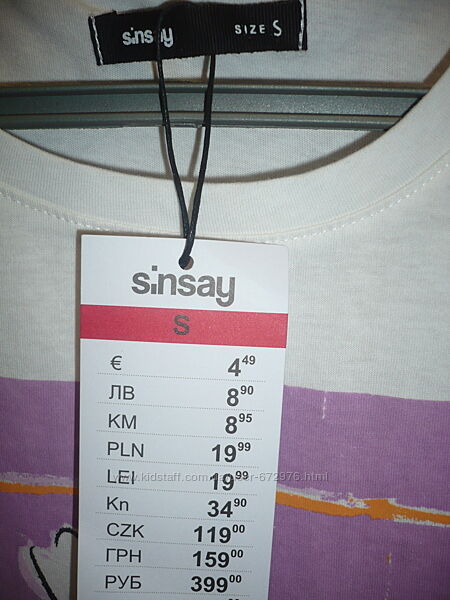 sinsay SIZE S
sinsay
S
€ 4 49
ЛВ 8 90
KM 8 95
PLN 19 99
LEI 19 99
Kn 34 90
CZK 119 00
ГРН 159 00
РУБ 399 00